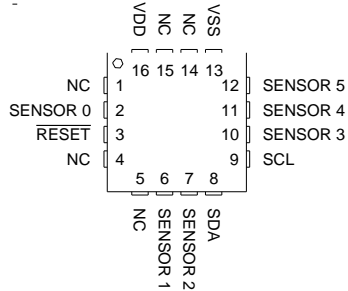 VDD NC NC VSS
16 15 14 13
NC 1 12 SENSOR 5
SENSOR 0 2 11 SENSOR 4
RESET 3 10 SENSOR 3
NC 4 9 SCL
5 6 7 8
NC SENSOR 1 SENSOR 2 SDA